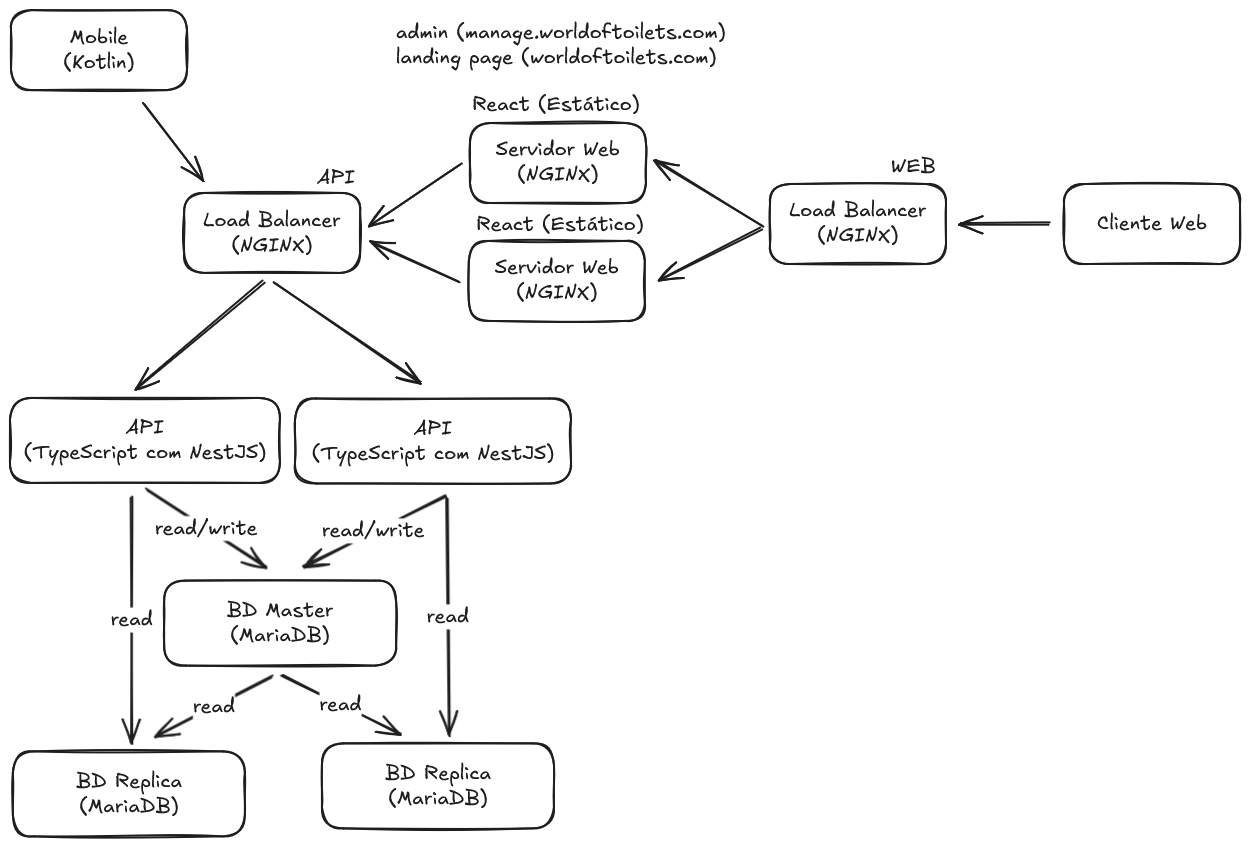 Mobile
(Kotlin)
admin (manage.worldoftoilets.com)
landing page (worldoftoilets.com)
React (Estático)
Servidor Web
(NGINX)
API
Load Balancer
(NGINX)
React (Estático)
Servidor Web
(NGINX)
WEB
Load Balancer
(NGINX)
Cliente Web
API
(TypeScript com NestJS)
API
(TypeScript com NestJS)
read/write
read/write
read
BD Master
(MariaDB)
read
read
read
BD Replica
(MariaDB)
BD Replica
(MariaDB)